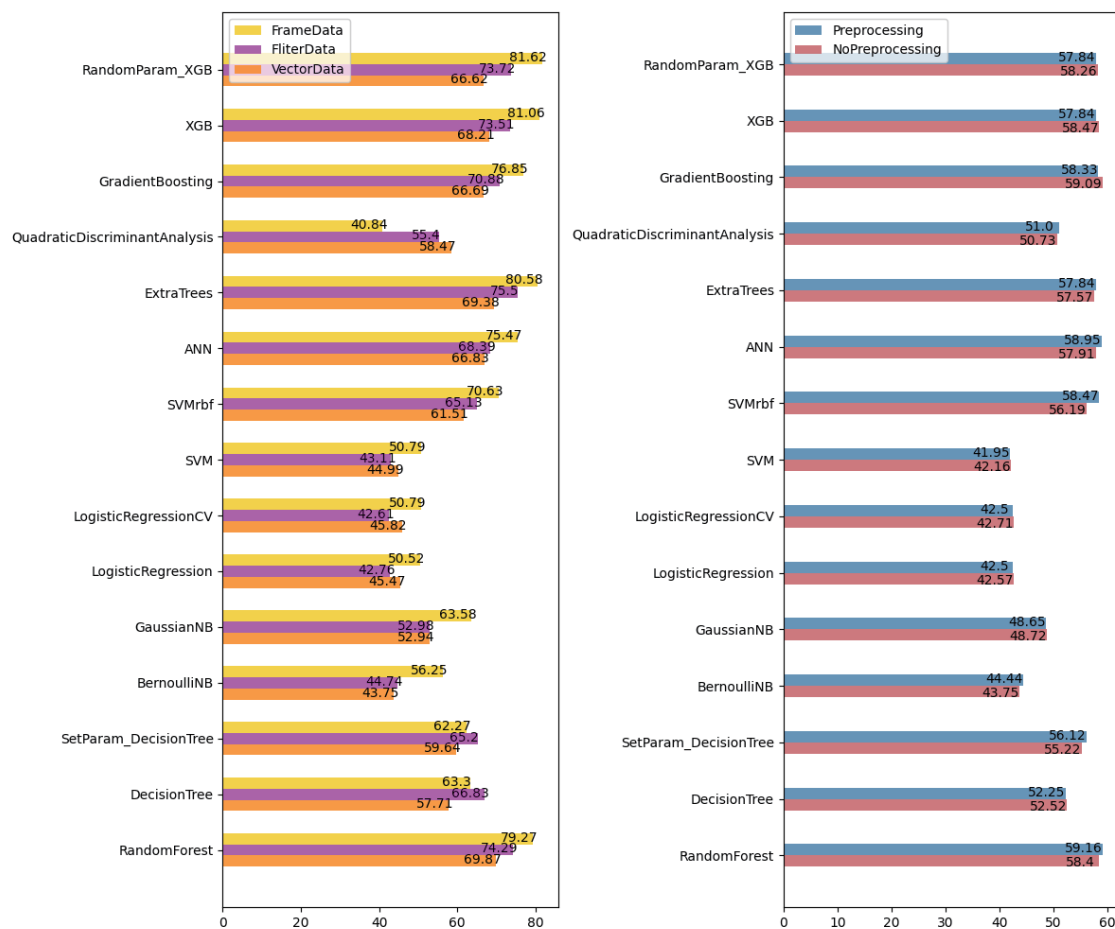 FrameData
FliterData
VectorData
RandomParam_XGB
81.62
73.72
66.62
XGB
81.06
73.51
68.21
GradientBoosting
76.85
70.88
66.69
QuadraticDiscriminantAnalysis
40.84
55.4
58.47
ExtraTrees
80.58
75.5
69.38
ANN
75.47
68.39
66.83
SVMrbf
70.63
65.13
61.51
SVM
50.79
43.11
44.99
LogisticRegressionCV
50.79
42.61
45.82
LogisticRegression
50.52
42.76
45.47
GaussianNB
63.58
52.98
52.94
BernoulliNB
56.25
44.74
43.75
SetParam_DecisionTree
62.27
65.2
59.64
DecisionTree
63.3
66.83
57.71
RandomForest
79.27
74.29
69.87
0 20 40 60 80
Preprocessing
NoPreprocessing
RandomParam_XGB
57.84
58.26
XGB
57.84
58.47
GradientBoosting
58.33
59.09
QuadraticDiscriminantAnalysis
51.0
50.73
ExtraTrees
57.84
57.57
ANN
58.95
57.91
SVMrbf
58.47
56.19
SVM
41.95
42.16
LogisticRegressionCV
42.5
42.71
LogisticRegression
42.5
42.57
GaussianNB
48.65
48.72
BernoulliNB
44.44
43.75
SetParam_DecisionTree
56.12
55.22
DecisionTree
52.25
52.52
RandomForest
59.16
58.4
0 10 20 30 40 50 60